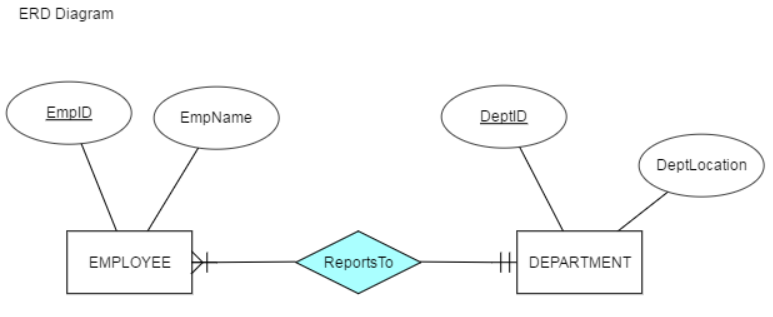 ERD Diagram
EmpID
EmpName
DeptID
DeptLocation
EMPLOYEE
ReportsTo
DEPARTMENT